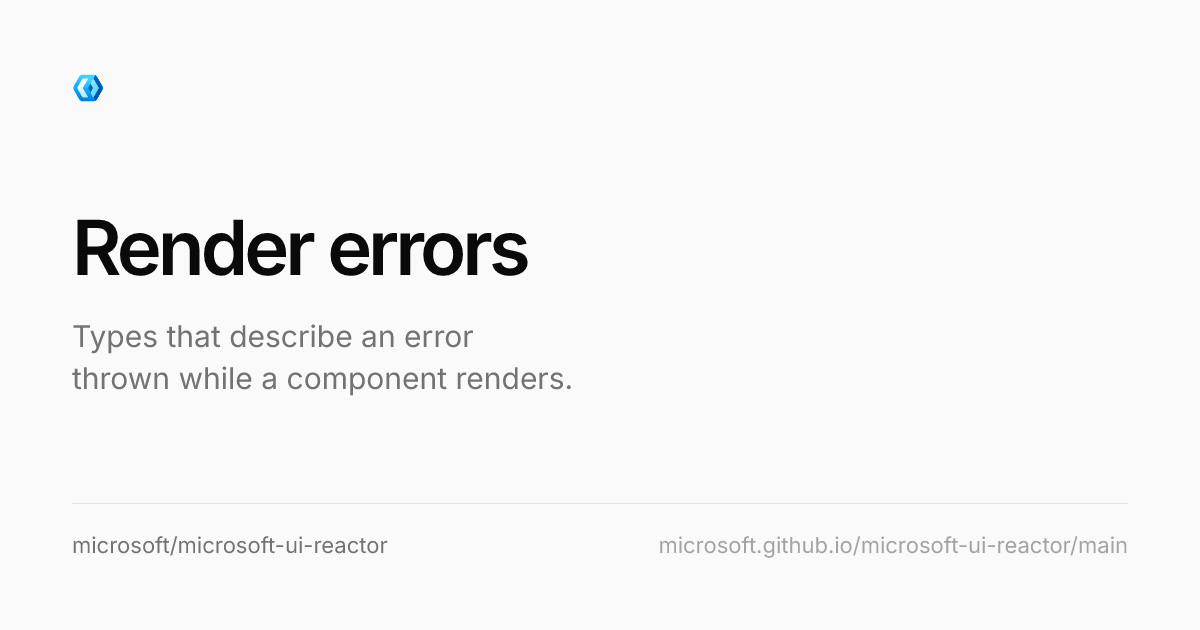 Render errors
Types that describe an error
thrown while a component renders.
microsoft/microsoft-ui-reactor
microsoft.github.io/microsoft-ui-reactor/main